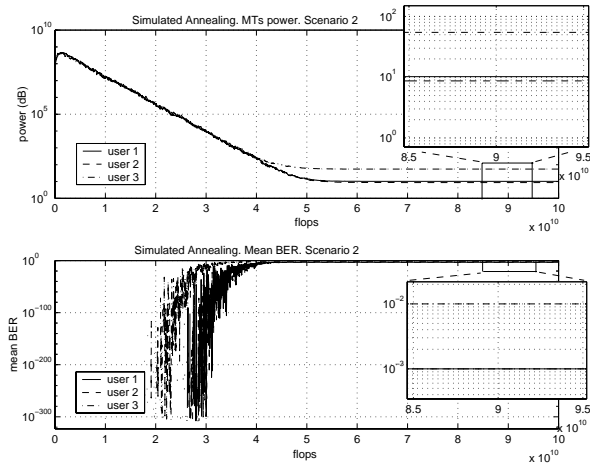 Simulated Annealing. MTs power. Scenario 2
power (dB)
10^10
10^5
10^0
user 1
user 2
user 3
0 1 2 3 4 5 6 7 8 9 10
flops
x 10^10
10^2
10^1
10^0
8.5 9 9.5
x 10^10
Simulated Annealing. Mean BER. Scenario 2
mean BER
10^0
10^-100
10^-200
10^-300
user 1
user 2
user 3
0 1 2 3 4 5 6 7 8 9 10
flops
x 10^10
10^-2
10^-3
8.5 9 9.5
x 10^10